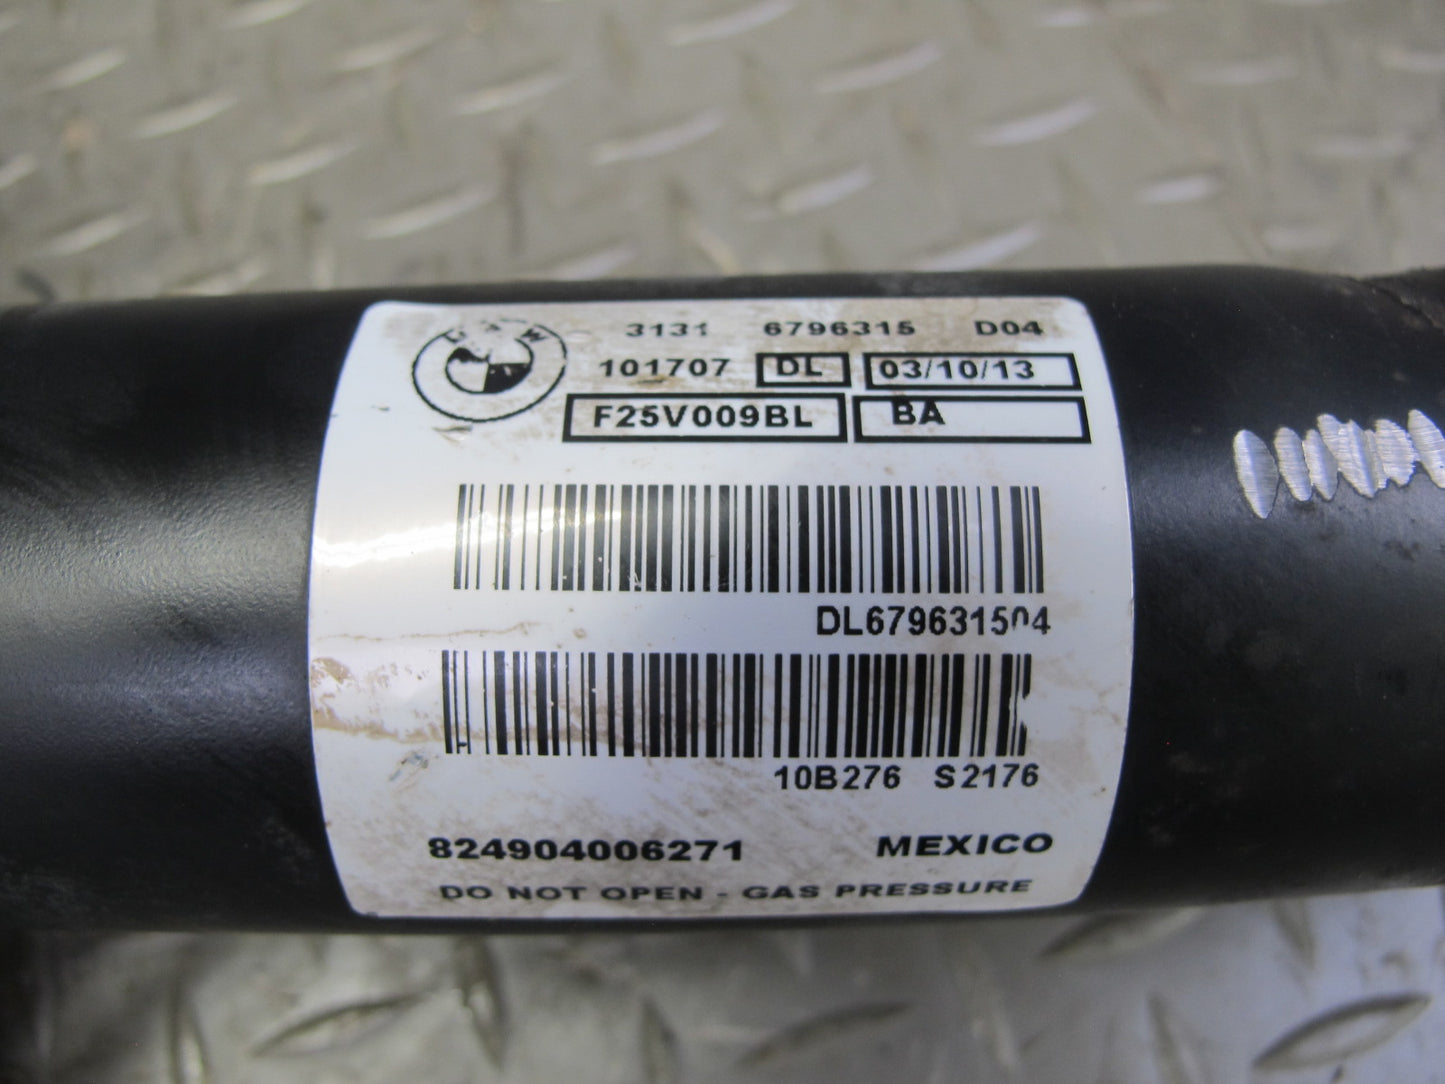 BMW
3131 6796315 D04
101707 DL 03/10/13
F25V009BL BA
DL679631504
10B276 S2176
824904006271 MEXICO
DO NOT OPEN - GAS PRESSURE